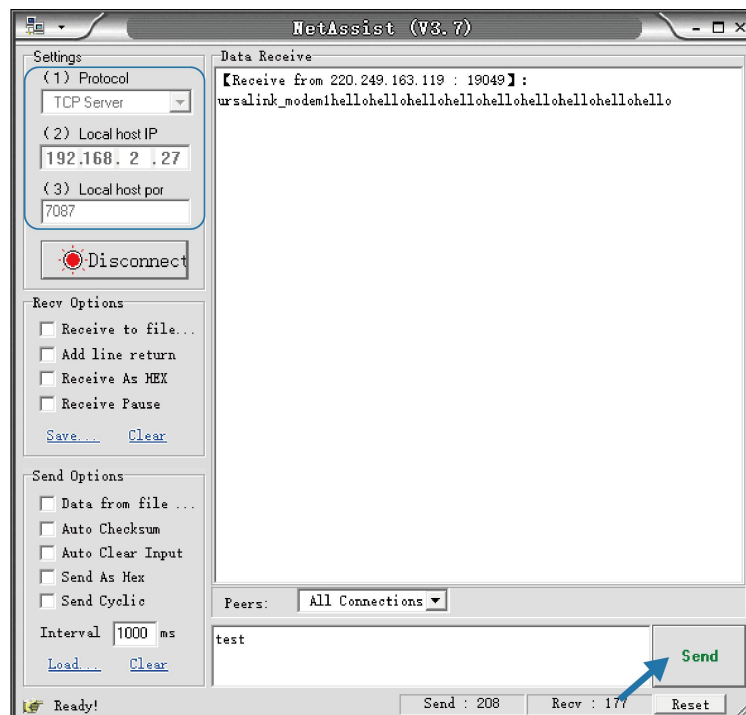 NetAssist (V3.7)
Settings
(1) Protocol
TCP Server
(2) Local host IP
192.168. 2 .27
(3) Local host por
7087
Disconnect
Recv Options
Receive to file...
Add line return
Receive As HEX
Receive Pause
Save... Clear
Send Options
Data from file ...
Auto Checksum
Auto Clear Input
Send As Hex
Send Cyclic
Interval 1000 ms
Load... Clear
Data Receive
【Receive from 220.249.163.119 : 19049】:
ursalink_modem1hellohellohellohellohellohellohellohellohello
Peers: All Connections
test
Send
Ready! Send : 208 Recv : 177 Reset